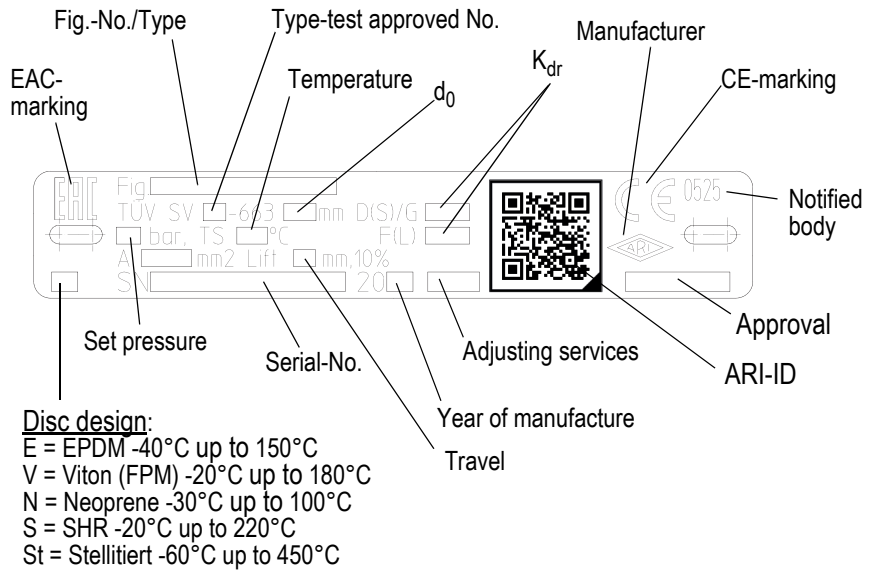 Fig.-No./Type
Type-test approved No.
Manufacturer
EAC-
marking
Temperature
d0
Kdr
CE-marking
EAC
Fig.
TÜV SV -663 mm D(S)/G
bar, TS °C F(L)
A mm2 Lift mm,10%
SN 20
CE 0525
ARI
Notified
body
Set pressure
Serial-No.
Adjusting services
Approval
ARI-ID
Year of manufacture
Travel
Disc design:
E = EPDM -40°C up to 150°C
V = Viton (FPM) -20°C up to 180°C
N = Neoprene -30°C up to 100°C
S = SHR -20°C up to 220°C
St = Stellitiert -60°C up to 450°C